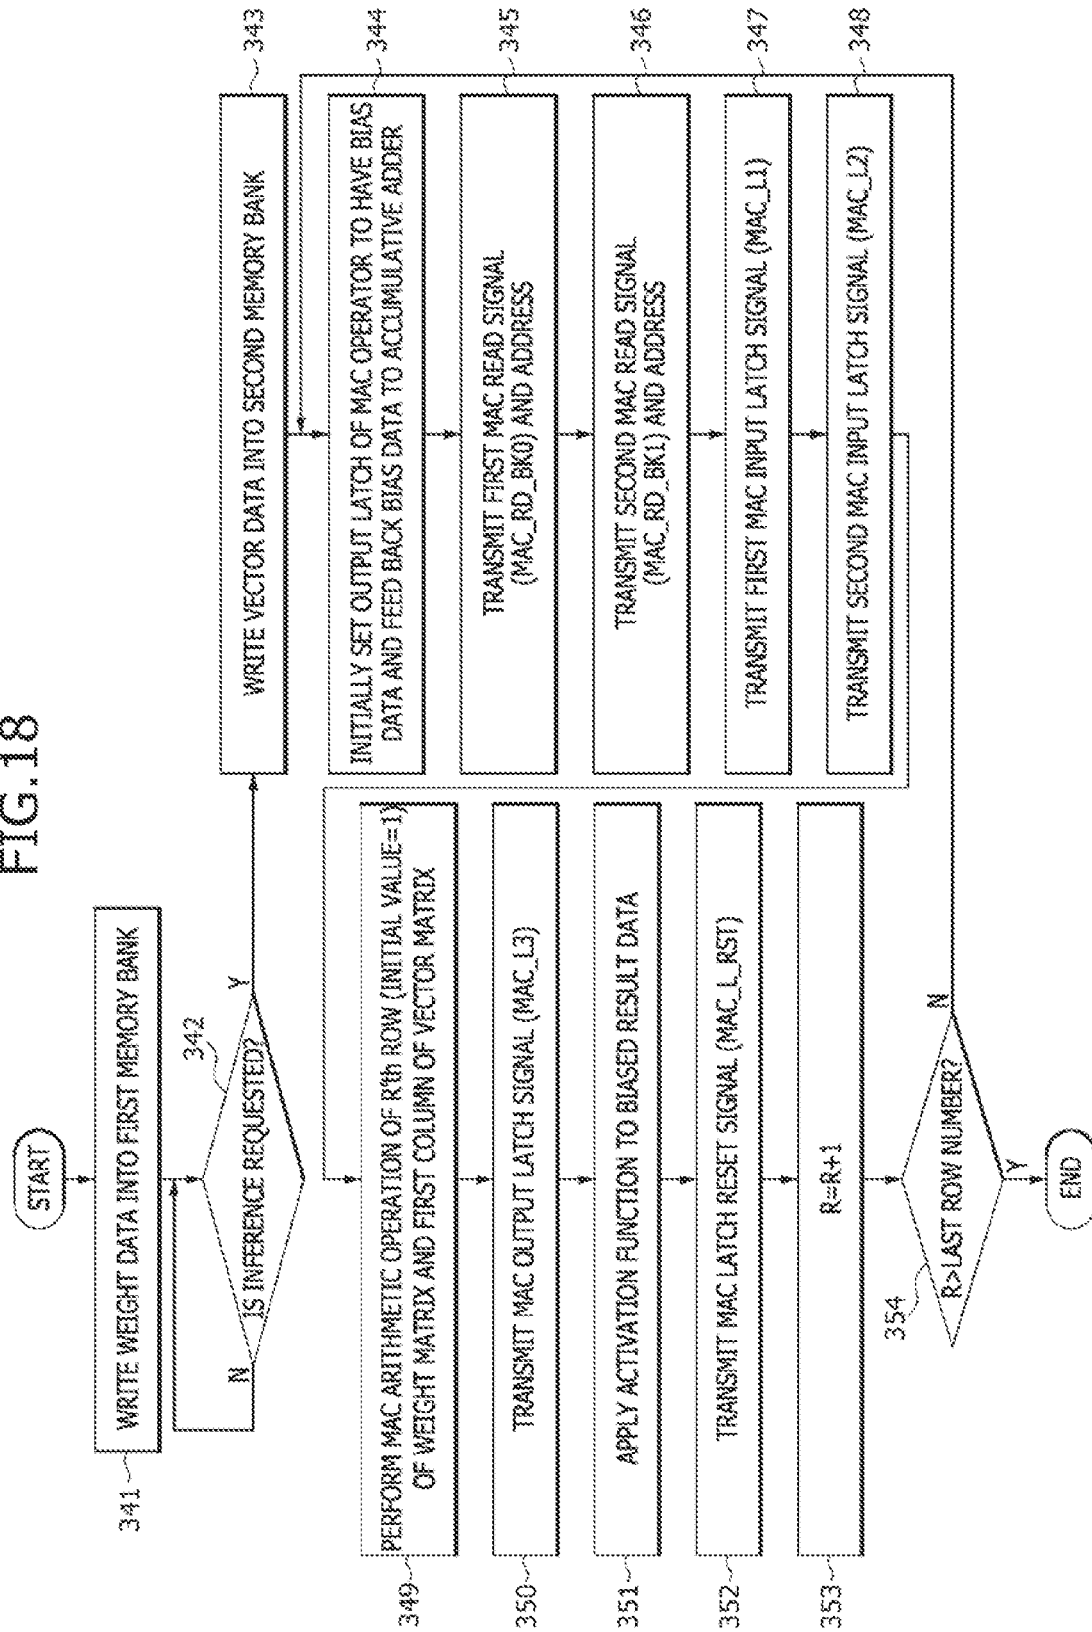 FIG.18
START
WRITE WEIGHT DATA INTO FIRST MEMORY BANK
341
342
IS INFERENCE REQUESTED?
N
Y
WRITE VECTOR DATA INTO SECOND MEMORY BANK
343
INITIALLY SET OUTPUT LATCH OF MAC OPERATOR TO HAVE BIAS
DATA AND FEED BACK BIAS DATA TO ACCUMULATIVE ADDER
344
TRANSMIT FIRST MAC READ SIGNAL
(MAC_RD_BK0) AND ADDRESS
345
TRANSMIT SECOND MAC READ SIGNAL
(MAC_RD_BK1) AND ADDRESS
346
TRANSMIT FIRST MAC INPUT LATCH SIGNAL (MAC_L1)
347
TRANSMIT SECOND MAC INPUT LATCH SIGNAL (MAC_L2)
348
PERFORM MAC ARITHMETIC OPERATION OF R'th ROW (INITIAL VALUE=1)
OF WEIGHT MATRIX AND FIRST COLUMN OF VECTOR MATRIX
349
TRANSMIT MAC OUTPUT LATCH SIGNAL (MAC_L3)
350
APPLY ACTIVATION FUNCTION TO BIASED RESULT DATA
351
TRANSMIT MAC LATCH RESET SIGNAL (MAC_L_RST)
352
R=R+1
353
354
R>LAST ROW NUMBER?
N
Y
END